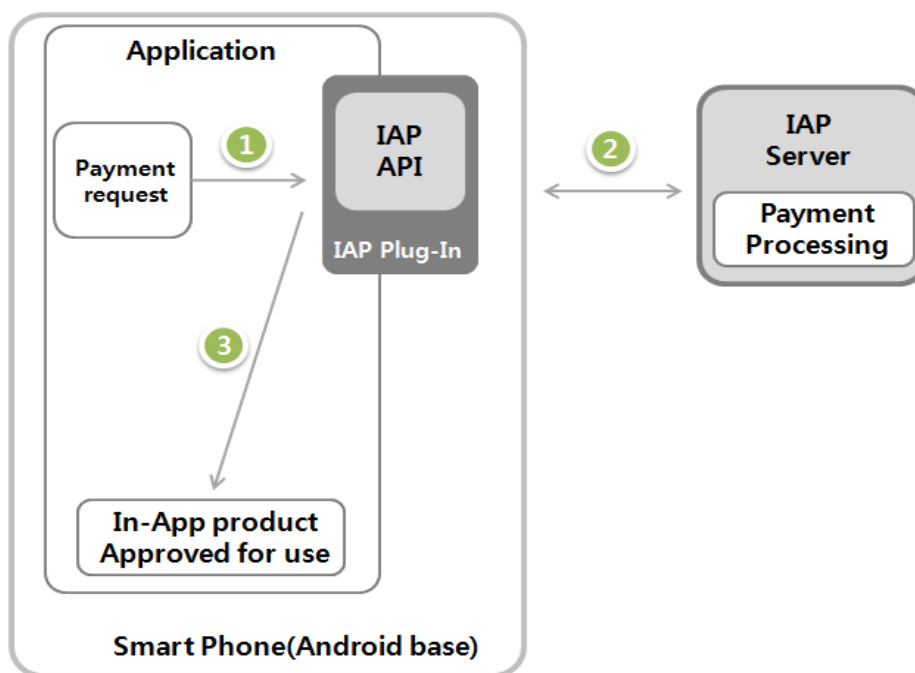 Application
Payment
request
1
IAP
API
IAP Plug-In
2
IAP
Server
Payment
Processing
3
In-App product
Approved for use
Smart Phone(Android base)